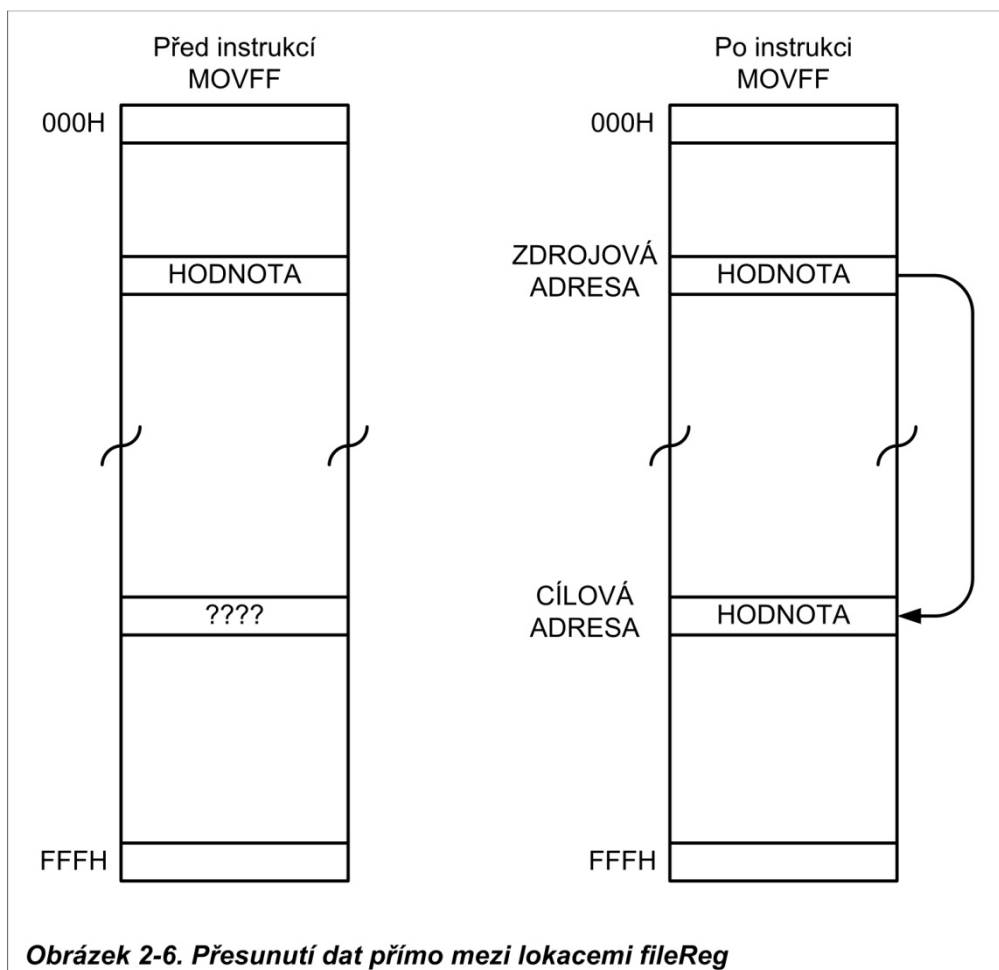 Před instrukcí
MOVFF
000H
HODNOTA
????
FFFH
Po instrukci
MOVFF
000H
ZDROJOVÁ
ADRESA
HODNOTA
CÍLOVÁ
ADRESA
HODNOTA
FFFH
Obrázek 2-6. Přesunutí dat přímo mezi lokacemi fileReg